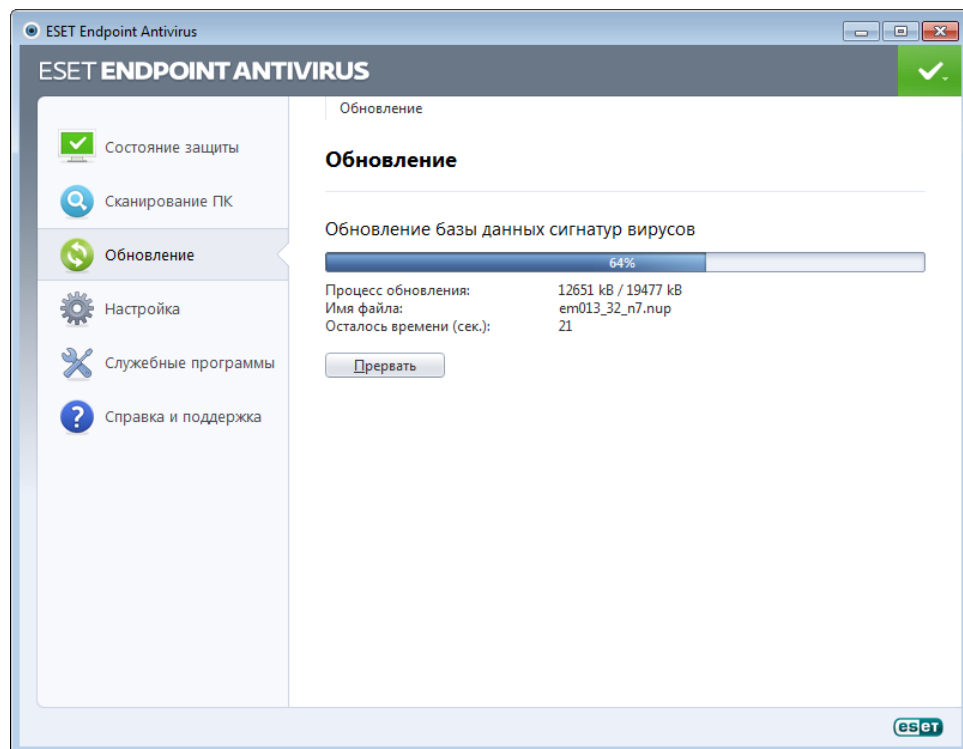 ESET Endpoint Antivirus
ESET ENDPOINT ANTIVIRUS
Состояние защиты
Сканирование ПК
Обновление
Настройка
Служебные программы
Справка и поддержка
Обновление
Обновление
Обновление базы данных сигнатур вирусов
64%
Процесс обновления: 12651 kB / 19477 kB
Имя файла: em013_32_n7.nup
Осталось времени (сек.): 21
Прервать
eset